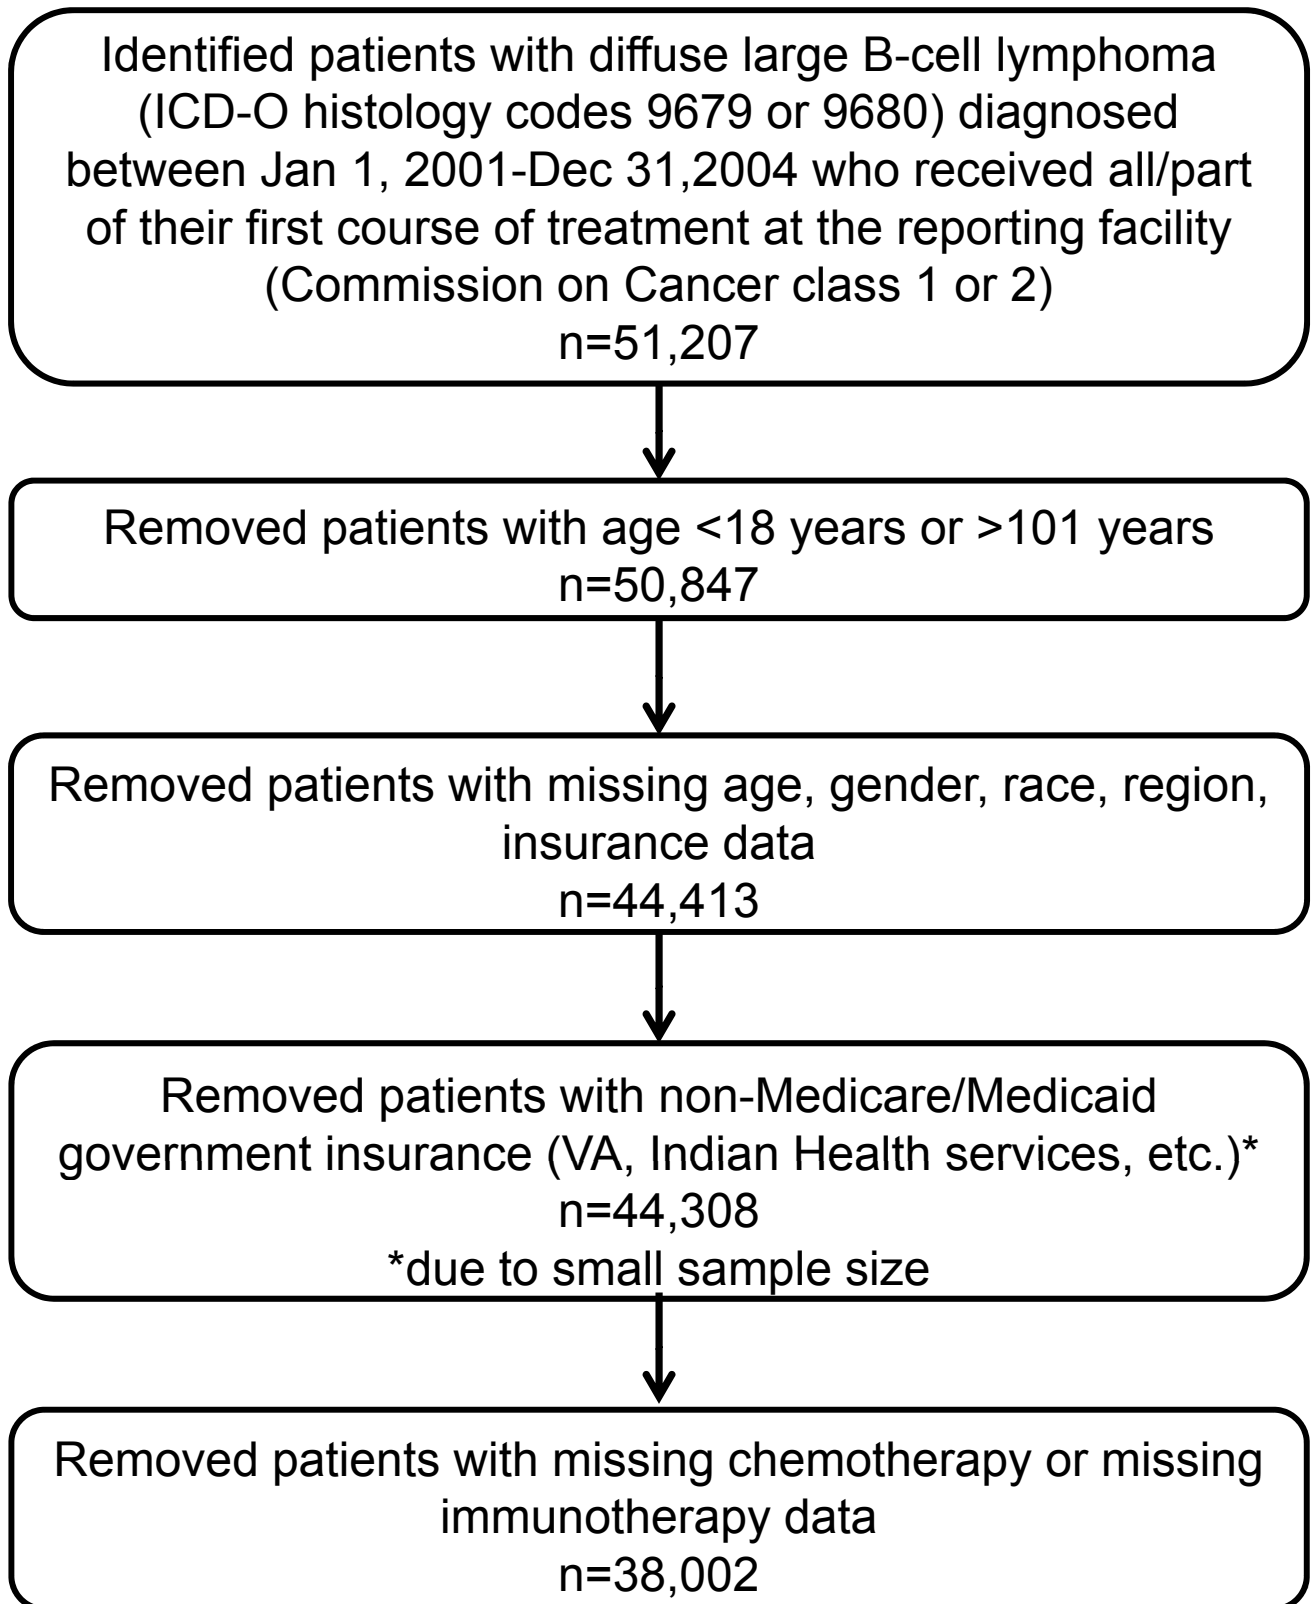 Identified patients with diffuse large B-cell lymphoma
(ICD-O histology codes 9679 or 9680) diagnosed
between Jan 1, 2001-Dec 31,2004 who received all/part
of their first course of treatment at the reporting facility
(Commission on Cancer class 1 or 2)
n=51,207
Removed patients with age <18 years or >101 years
n=50,847
Removed patients with missing age, gender, race, region,
insurance data
n=44,413
Removed patients with non-Medicare/Medicaid
government insurance (VA, Indian Health services, etc.)*
n=44,308
*due to small sample size
Removed patients with missing chemotherapy or missing
immunotherapy data
n=38,002